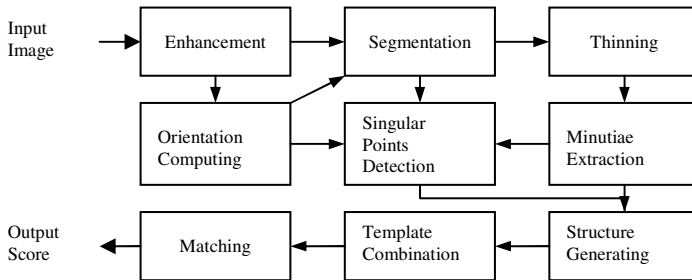 Input
Image
Enhancement
Segmentation
Thinning
Orientation
Computing
Singular
Points
Detection
Minutiae
Extraction
Output
Score
Matching
Template
Combination
Structure
Generating